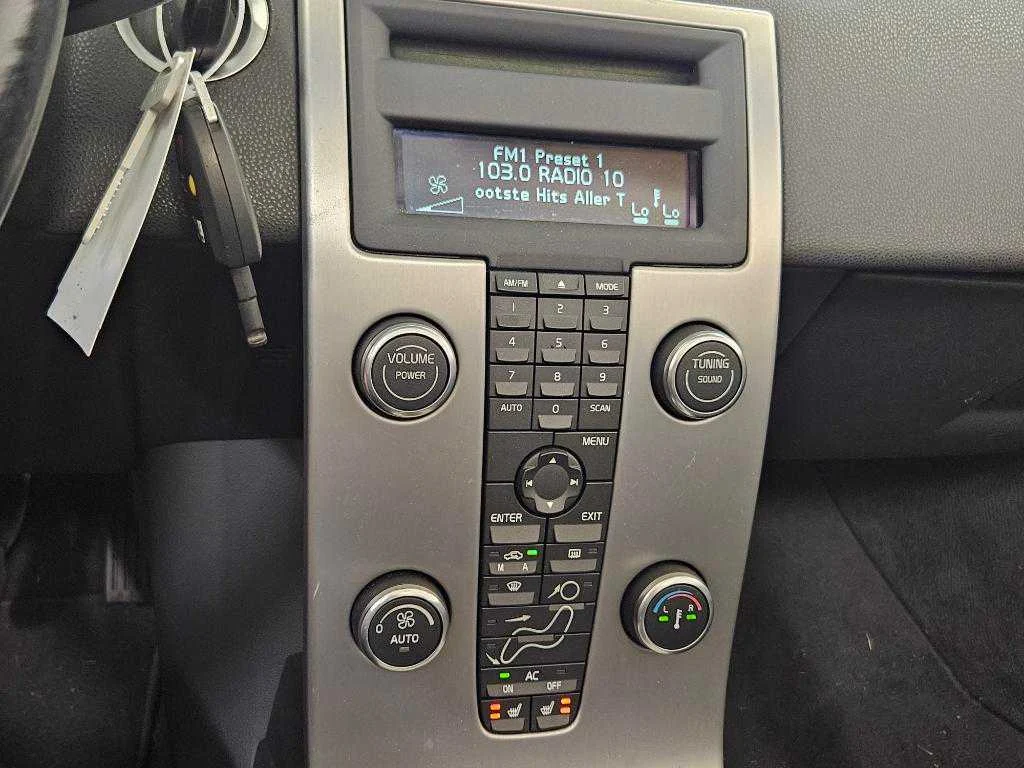 FM1 Preset 1
103.0 RADIO 10
ootste Hits Aller T
Lo Lo
AM/FM MODE
1 2 3
4 5 6
7 8 9
AUTO 0 SCAN
VOLUME
POWER
TUNING
SOUND
MENU
ENTER EXIT
M A
0
AUTO
L R
AC
ON OFF